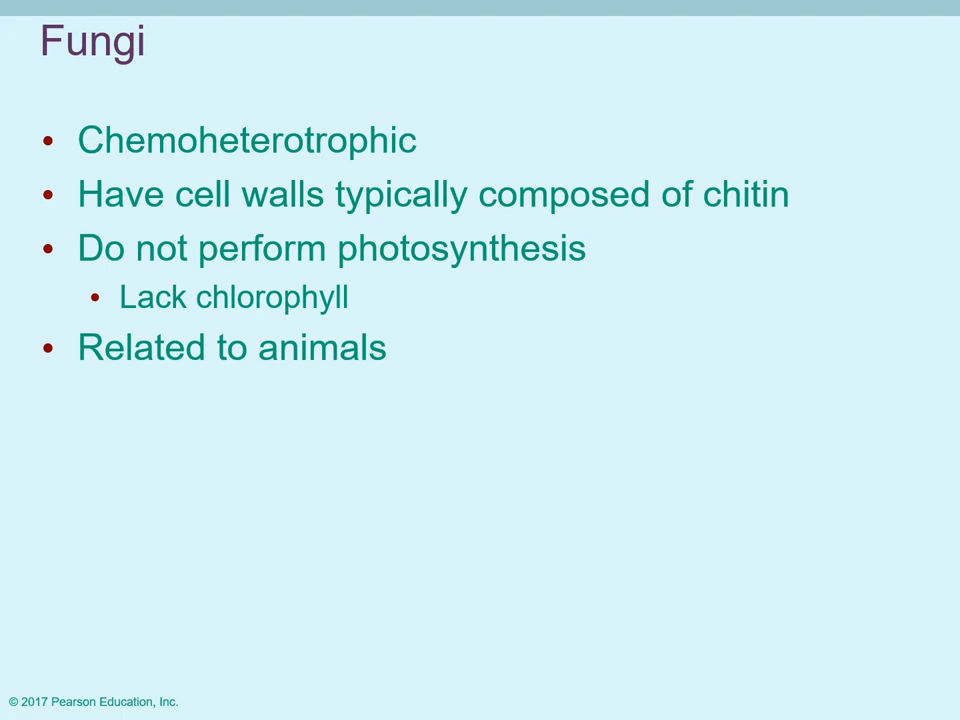 Fungi
• Chemoheterotrophic
• Have cell walls typically composed of chitin
• Do not perform photosynthesis
• Lack chlorophyll
• Related to animals
© 2017 Pearson Education, Inc.